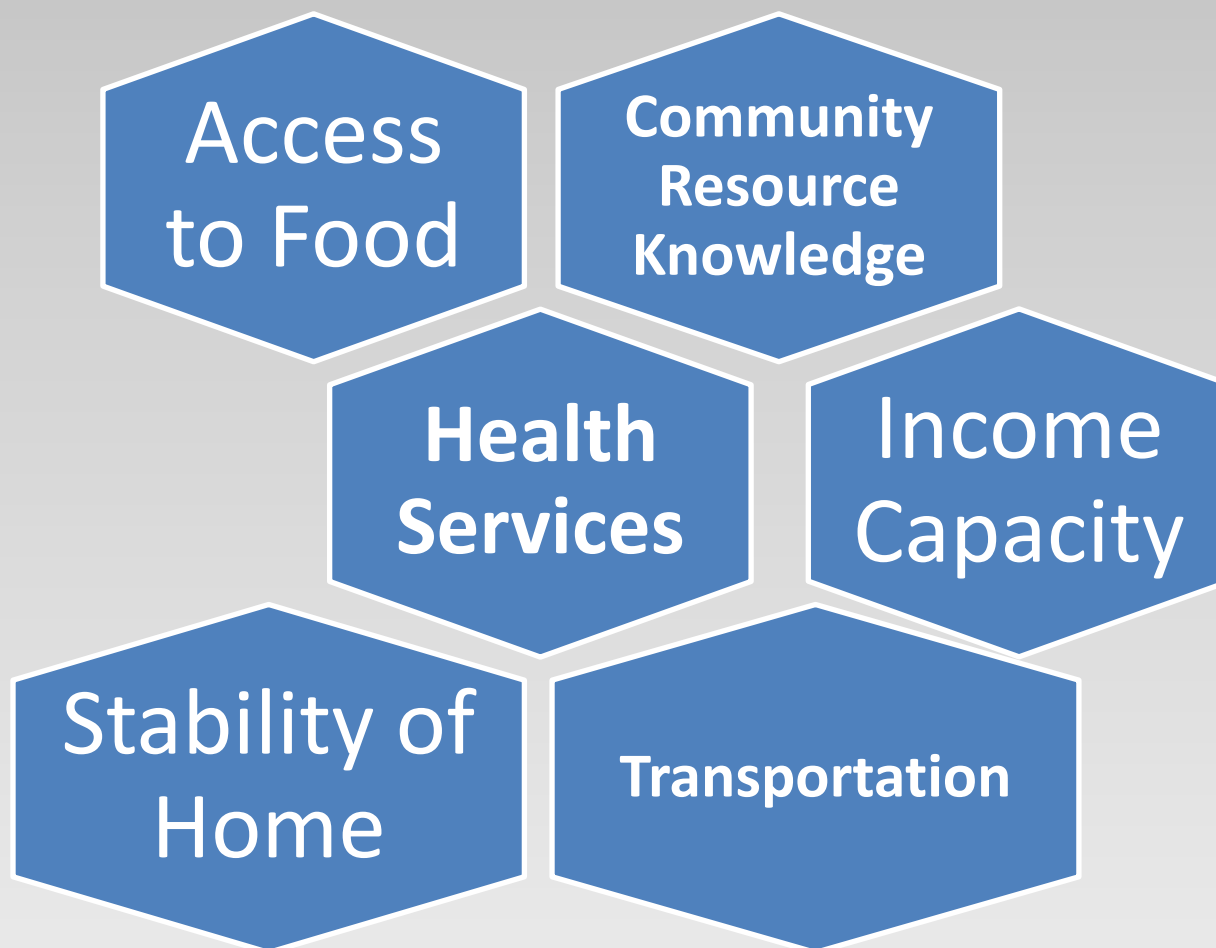 Access
to Food
Community
Resource
Knowledge
Health
Services
Income
Capacity
Stability of
Home
Transportation